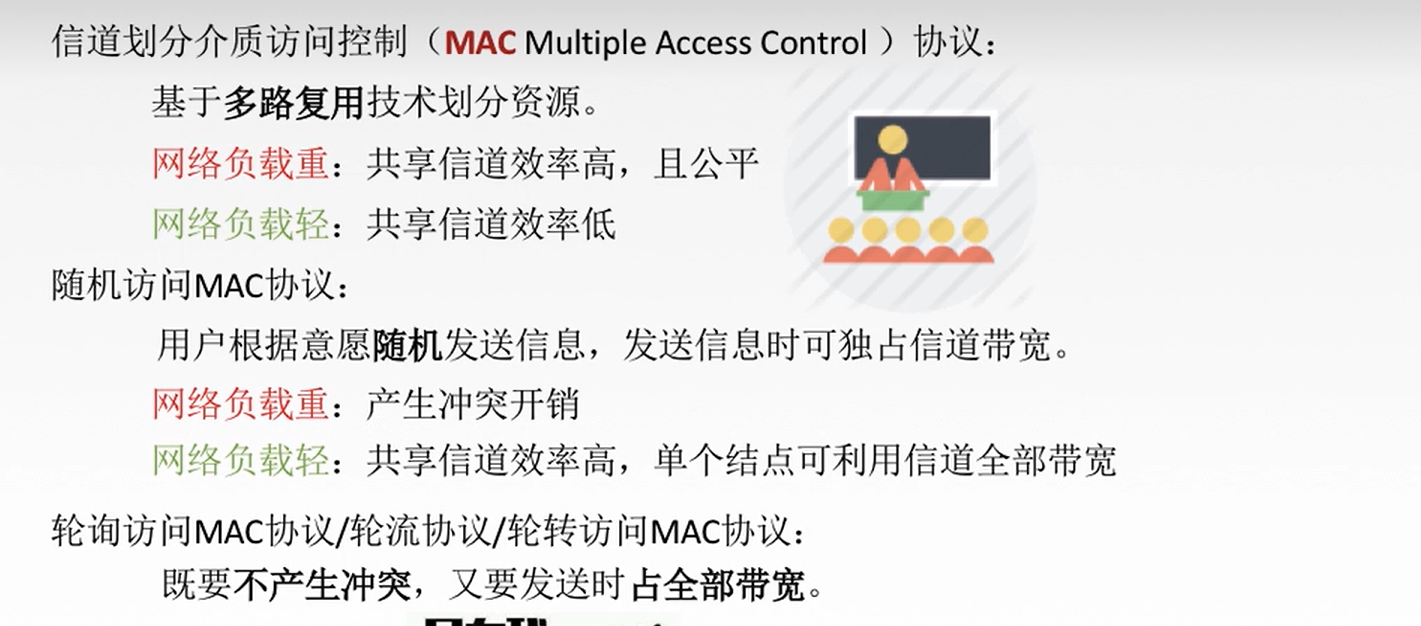 信道划分介质访问控制（MAC Multiple Access Control ）协议：
基于多路复用技术划分资源。
网络负载重：共享信道效率高，且公平
网络负载轻：共享信道效率低
随机访问MAC协议：
用户根据意愿随机发送信息，发送信息时可独占信道带宽。
网络负载重：产生冲突开销
网络负载轻：共享信道效率高，单个结点可利用信道全部带宽
轮询访问MAC协议/轮流协议/轮转访问MAC协议：
既要不产生冲突，又要发送时占全部带宽。